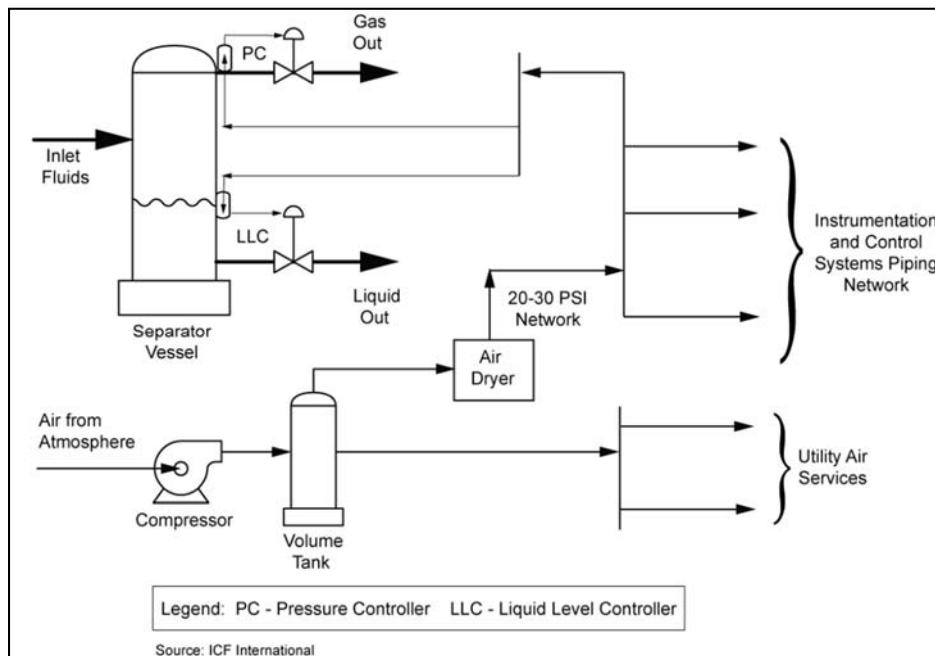 Gas
Out
PC
Inlet
Fluids
LLC
Liquid
Out
Separator
Vessel
20-30 PSI
Network
Instrumentation
and Control
Systems Piping
Network
Air
Dryer
Air from
Atmosphere
Compressor
Volume
Tank
Utility Air
Services
Legend: PC - Pressure Controller LLC - Liquid Level Controller
Source: ICF International